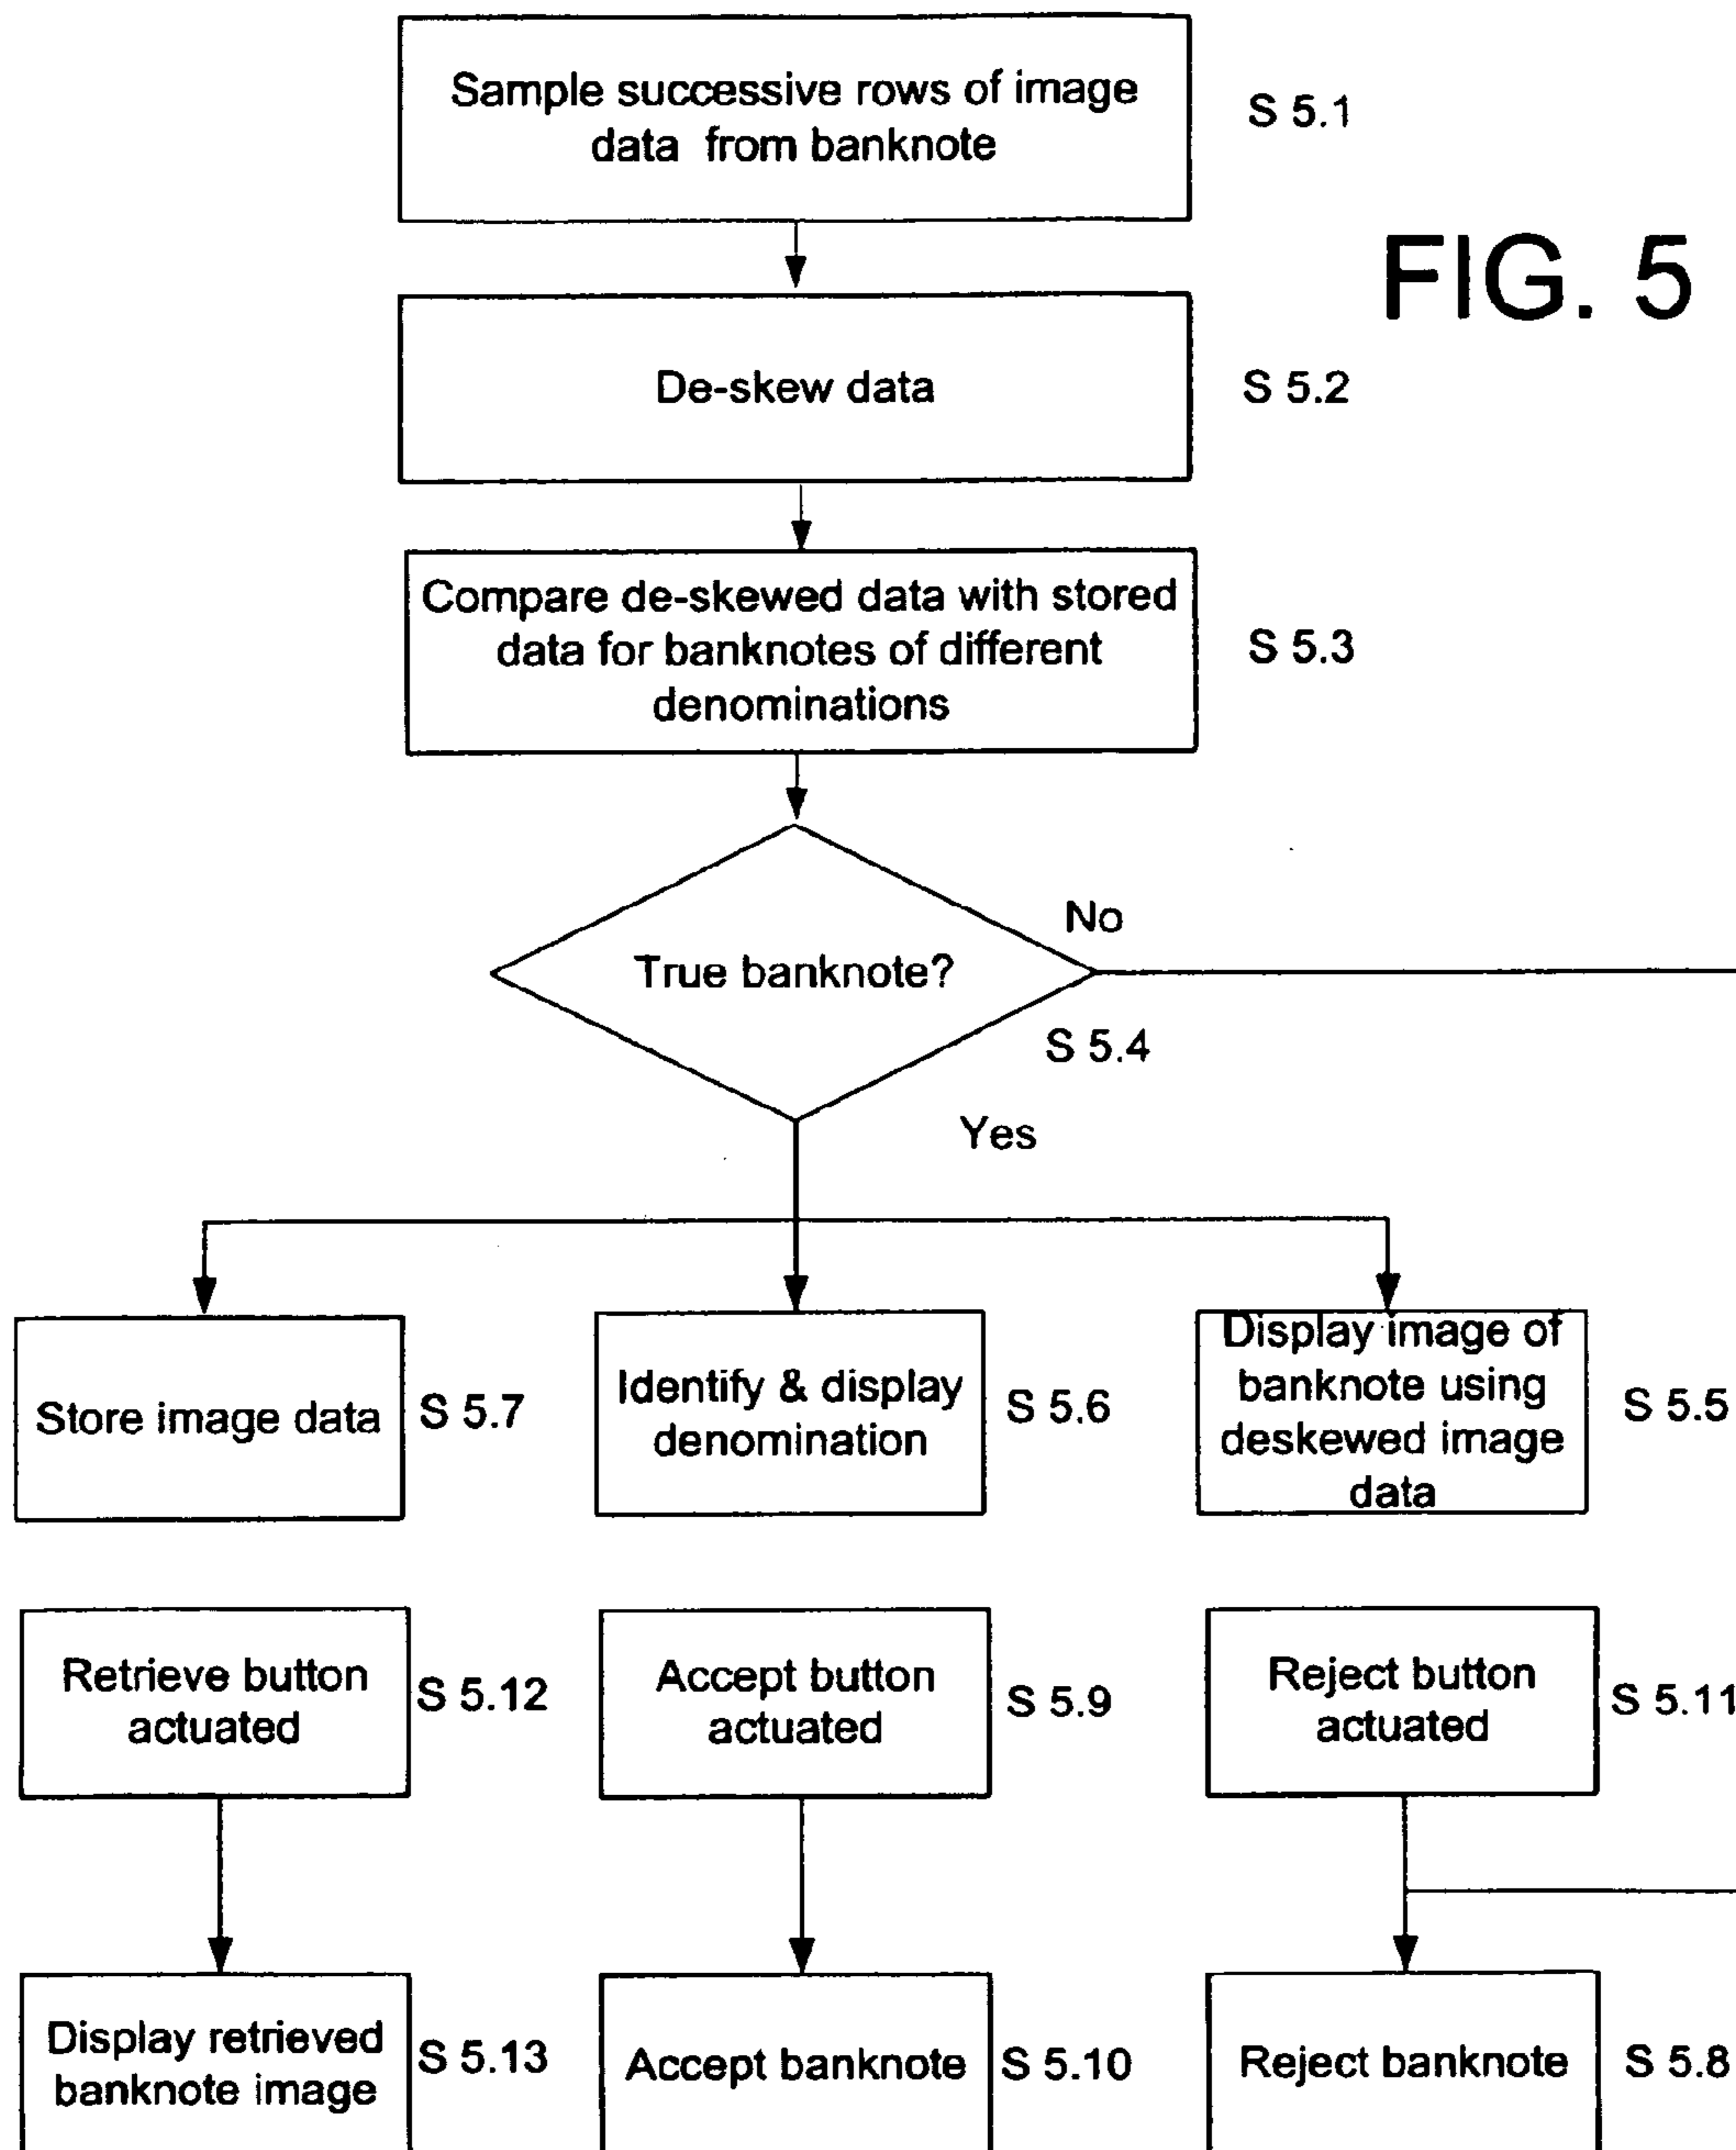 Sample successive rows of image
data from banknote
S 5.1
FIG. 5
De-skew data
S 5.2
Compare de-skewed data with stored
data for banknotes of different
denominations
S 5.3
No
True banknote?
S 5.4
Yes
Store image data
S 5.7
Identify & display
denomination
S 5.6
Display image of
banknote using
deskewed image
data
S 5.5
Retrieve button
actuated
S 5.12
Accept button
actuated
S 5.9
Reject button
actuated
S 5.11
Display retrieved
banknote image
S 5.13
Accept banknote
S 5.10
Reject banknote
S 5.8